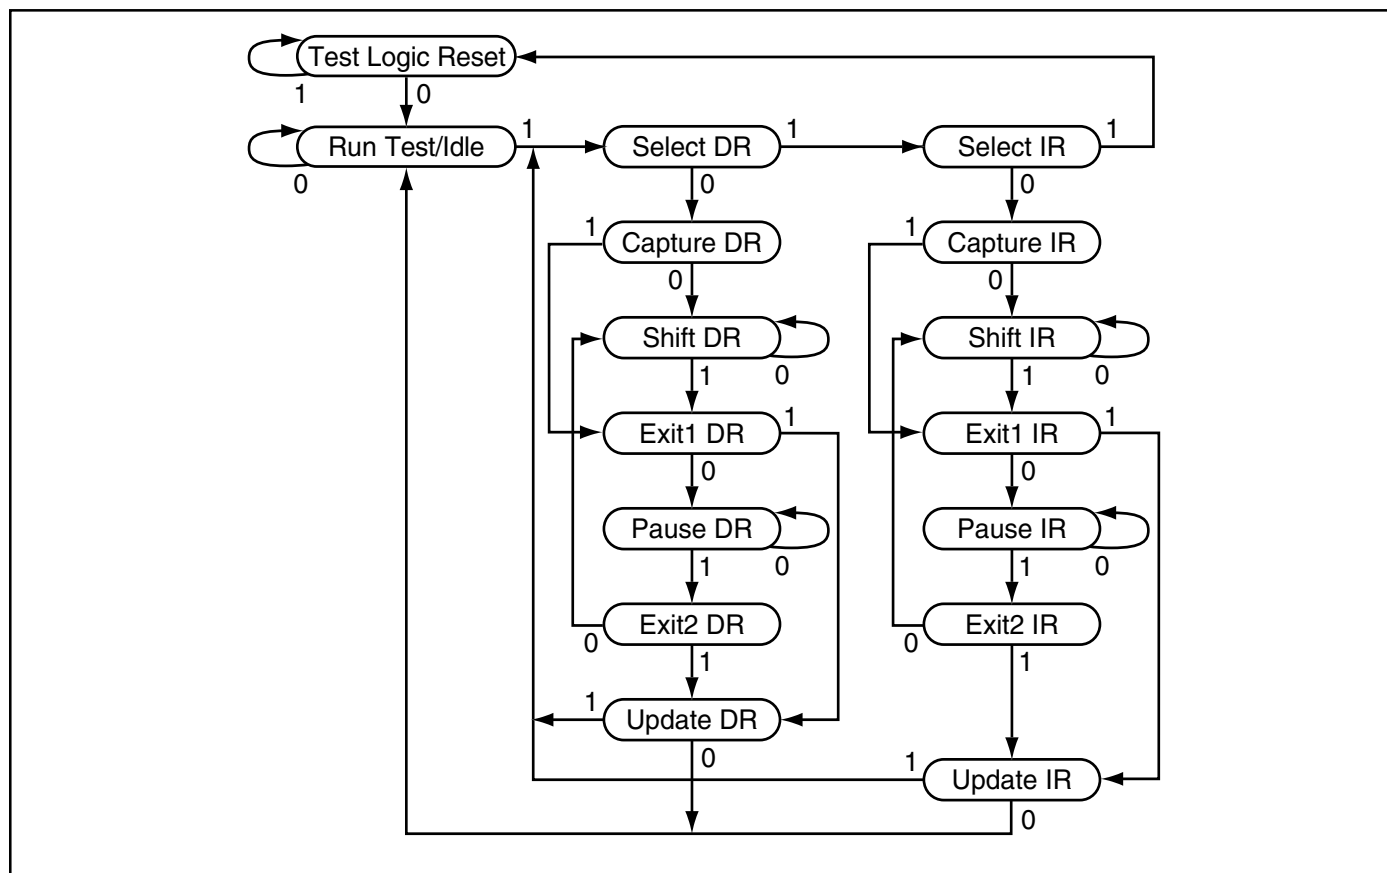 Test Logic Reset
1 0
Run Test/Idle 1 Select DR 1 Select IR 1
0 0 0
1 Capture DR 1 Capture IR
0 0
Shift DR Shift IR
1 0 1 0
Exit1 DR 1 Exit1 IR 1
0 0
Pause DR Pause IR
1 0 1 0
Exit2 DR Exit2 IR
0 1 0 1
1 Update DR
0 1 Update IR
0